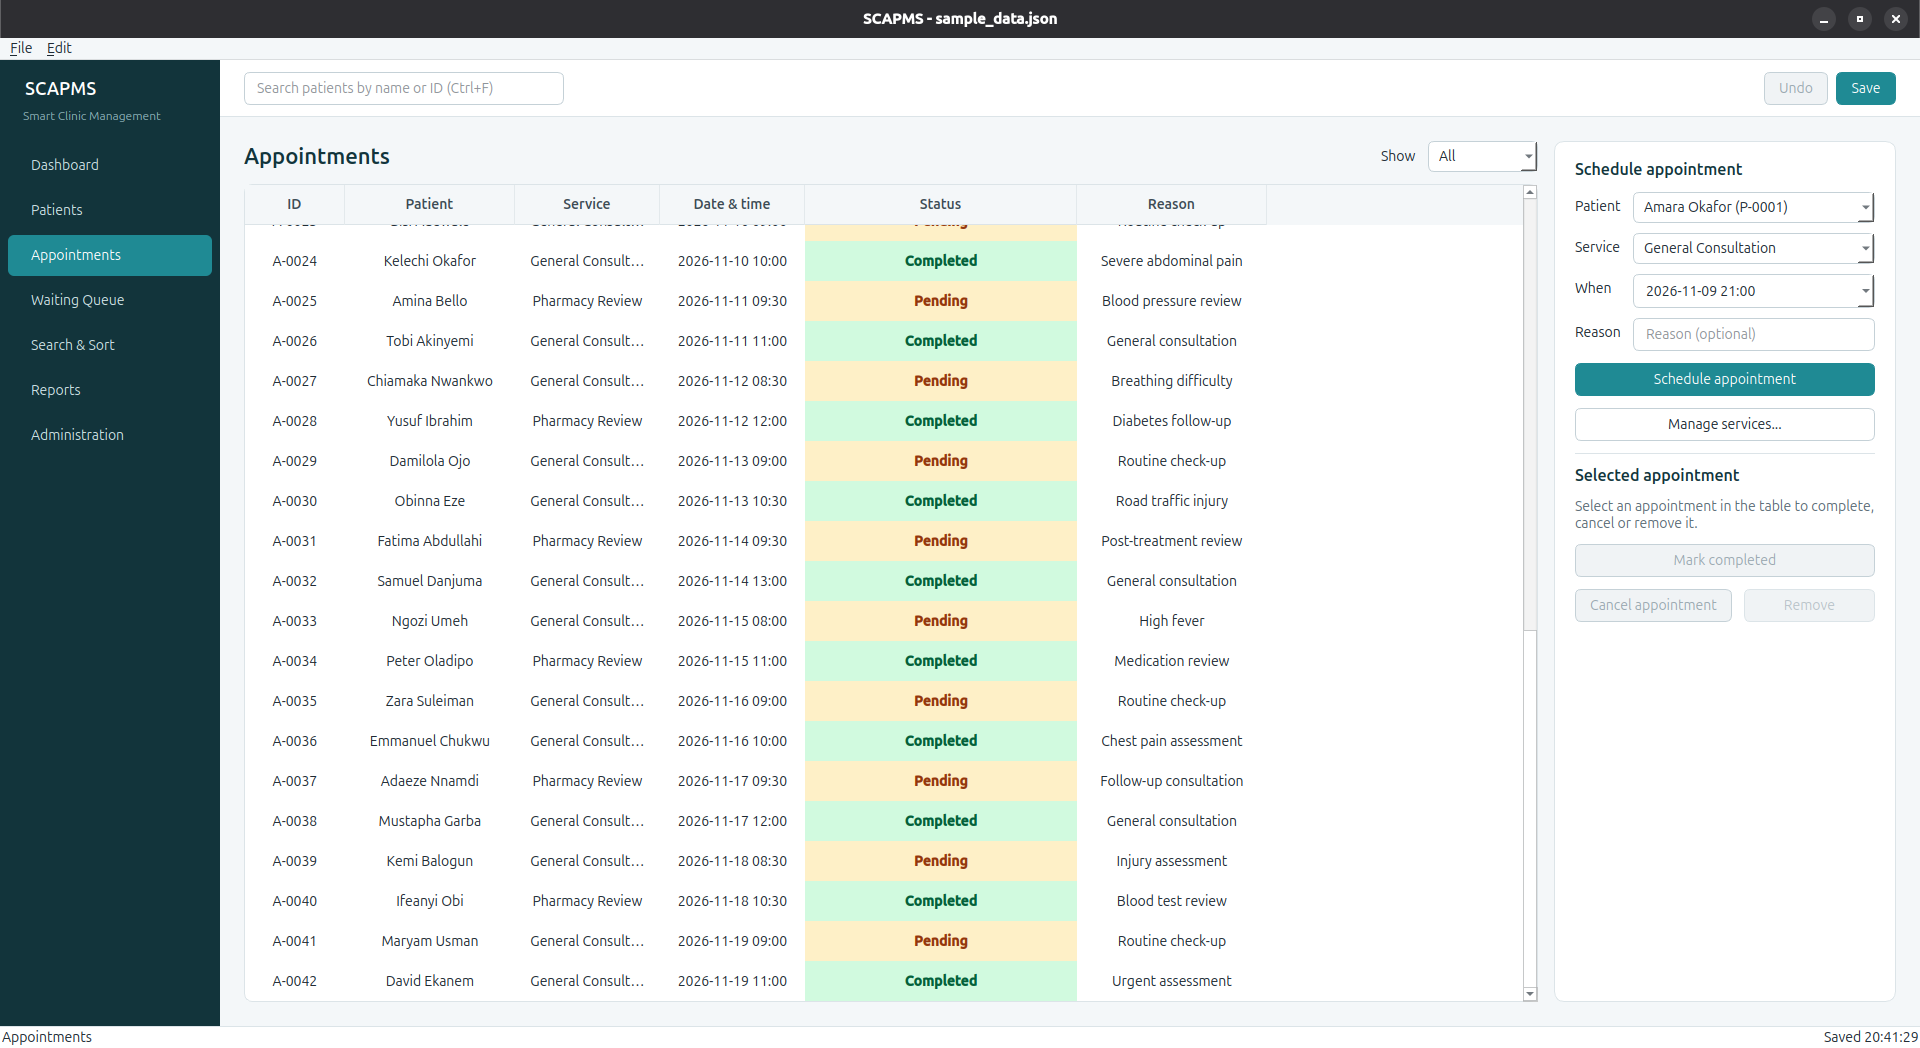 SCAPMS - sample_data.json
File Edit
SCAPMS
Smart Clinic Management
Dashboard
Patients
Appointments
Waiting Queue
Search & Sort
Reports
Administration
Search patients by name or ID (Ctrl+F)
Undo Save
Appointments
Show All
ID Patient Service Date & time Status Reason
A-0024 Kelechi Okafor General Consult... 2026-11-10 10:00 Completed Severe abdominal pain
A-0025 Amina Bello Pharmacy Review 2026-11-11 09:30 Pending Blood pressure review
A-0026 Tobi Akinyemi General Consult... 2026-11-11 11:00 Completed General consultation
A-0027 Chiamaka Nwankwo General Consult... 2026-11-12 08:30 Pending Breathing difficulty
A-0028 Yusuf Ibrahim Pharmacy Review 2026-11-12 12:00 Completed Diabetes follow-up
A-0029 Damilola Ojo General Consult... 2026-11-13 09:00 Pending Routine check-up
A-0030 Obinna Eze General Consult... 2026-11-13 10:30 Completed Road traffic injury
A-0031 Fatima Abdullahi Pharmacy Review 2026-11-14 09:30 Pending Post-treatment review
A-0032 Samuel Danjuma General Consult... 2026-11-14 13:00 Completed General consultation
A-0033 Ngozi Umeh General Consult... 2026-11-15 08:00 Pending High fever
A-0034 Peter Oladipo Pharmacy Review 2026-11-15 11:00 Completed Medication review
A-0035 Zara Suleiman General Consult... 2026-11-16 09:00 Pending Routine check-up
A-0036 Emmanuel Chukwu General Consult... 2026-11-16 10:00 Completed Chest pain assessment
A-0037 Adaeze Nnamdi Pharmacy Review 2026-11-17 09:30 Pending Follow-up consultation
A-0038 Mustapha Garba General Consult... 2026-11-17 12:00 Completed General consultation
A-0039 Kemi Balogun General Consult... 2026-11-18 08:30 Pending Injury assessment
A-0040 Ifeanyi Obi Pharmacy Review 2026-11-18 10:30 Completed Blood test review
A-0041 Maryam Usman General Consult... 2026-11-19 09:00 Pending Routine check-up
A-0042 David Ekanem General Consult... 2026-11-19 11:00 Completed Urgent assessment
Schedule appointment
Patient Amara Okafor (P-0001)
Service General Consultation
When 2026-11-09 21:00
Reason Reason (optional)
Schedule appointment
Manage services...
Selected appointment
Select an appointment in the table to complete,
cancel or remove it.
Mark completed
Cancel appointment Remove
Appointments
Saved 20:41:29